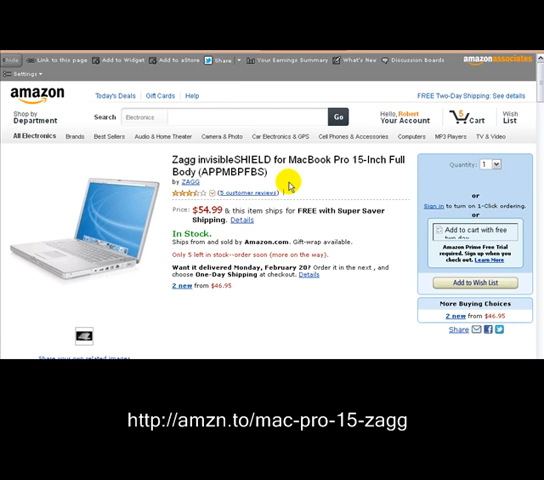 hide Link to this page Add to Widget Add to aStore Share Your Earnings Summary What's New Discussion Board amazonassociates
Settings
amazon Today's Deals Gift Cards Help FREE Two-Day Shipping: See details
Shop by Department Search Electronics Go Hello, Robert Your Account 5 Cart Wish List
All Electronics Brands Best Sellers Audio & Home Theater Camera & Photo Car Electronics & GPS Cell Phones & Accessories Computers MP3 Players TV & Video
Zagg invisibleSHIELD for MacBook Pro 15-Inch Full
Body (APPMBPFBS)
by ZAGG
(5 customer reviews)
Price: $54.99 & this item ships for FREE with Super Saver
Shipping. Details
In Stock.
Ships from and sold by Amazon.com. Gift-wrap available.
Only 5 left in stock--order soon (more on the way).
Want it delivered Monday, February 20? Order it in the next , and
choose One-Day Shipping at checkout. Details
2 new from $46.95
Share your own related images
Quantity: 1
or
Sign in to turn on 1-Click ordering.
or
Add to cart with free
two day
Amazon Prime Free Trial
required. Sign up when you
check out. Learn More
Add to Wish List
More Buying Choices
2 new from $46.95
Share
http://amzn.to/mac-pro-15-zagg